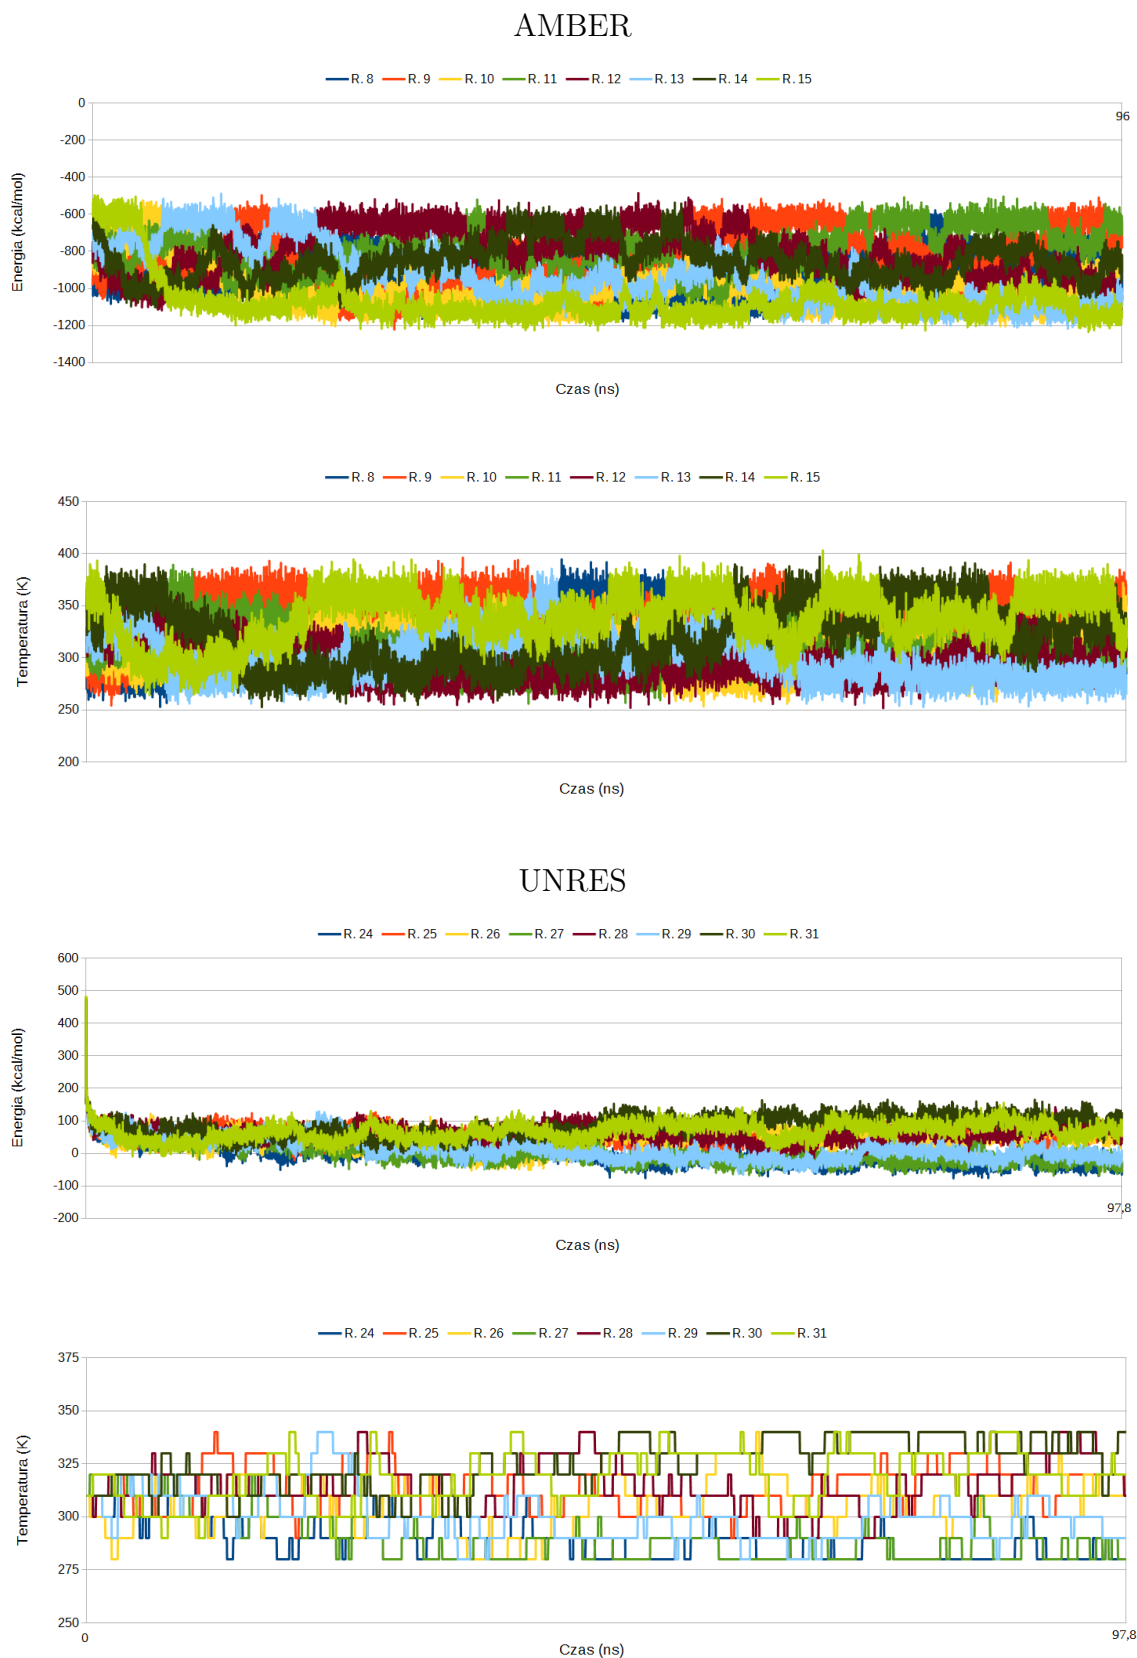 AMBER
R. 8 R. 9 R. 10 R. 11 R. 12 R. 13 R. 14 R. 15
0
96
-200
-400
-600
-800
-1000
-1200
-1400
Energia (kcal/mol)
Czas (ns)
R. 8 R. 9 R. 10 R. 11 R. 12 R. 13 R. 14 R. 15
450
400
350
300
250
200
Temperatura (K)
Czas (ns)
UNRES
R. 24 R. 25 R. 26 R. 27 R. 28 R. 29 R. 30 R. 31
600
500
400
300
200
100
0
-100
-200
97,8
Energia (kcal/mol)
Czas (ns)
R. 24 R. 25 R. 26 R. 27 R. 28 R. 29 R. 30 R. 31
375
350
325
300
275
250
Temperatura (K)
0
97,8
Czas (ns)